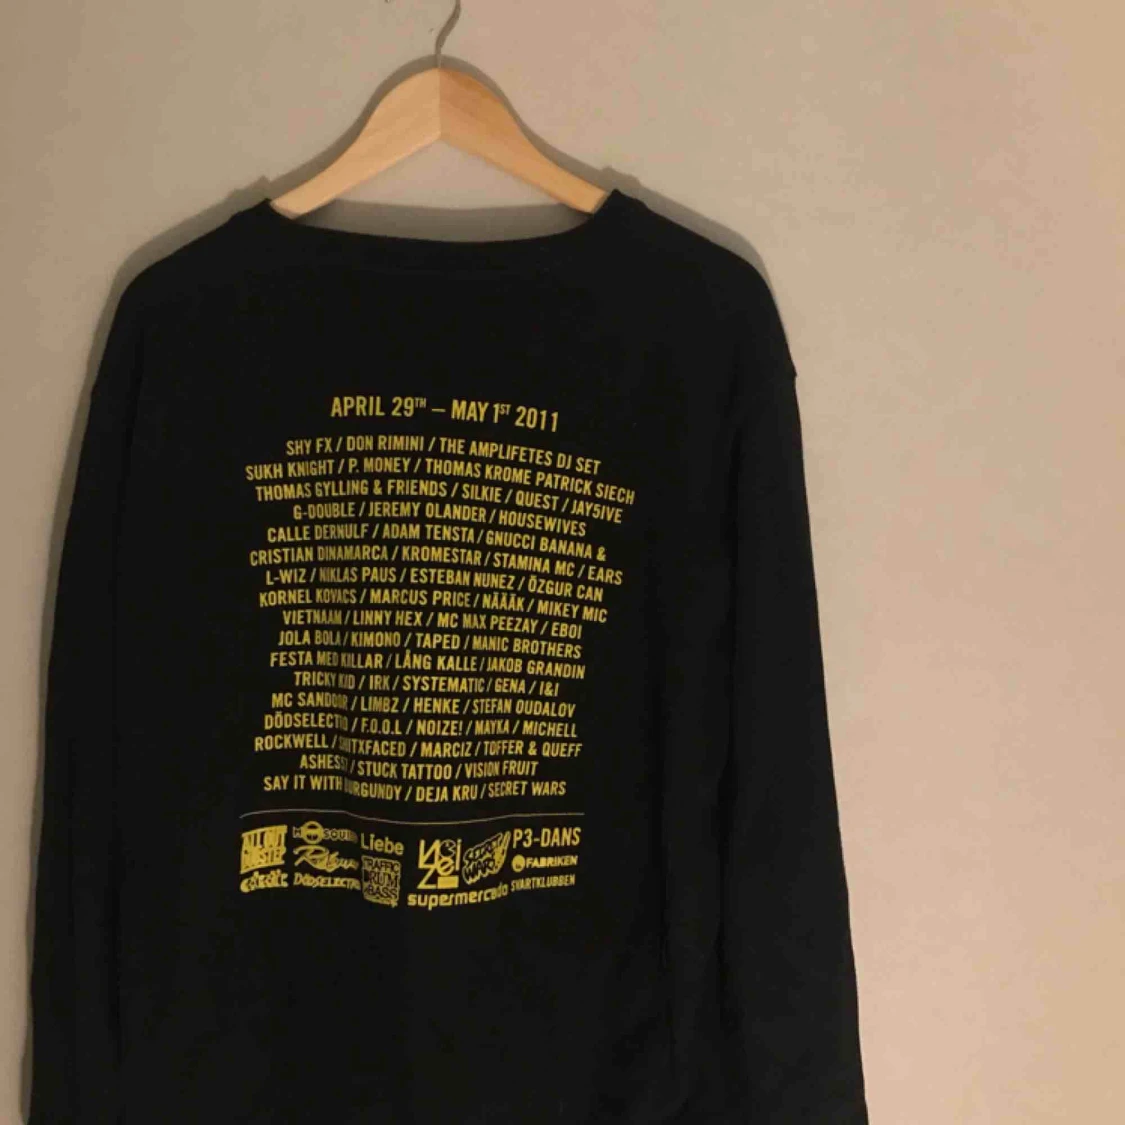 APRIL 29TH – MAY 1ST 2011
SHY FX / DON RIMINI / THE AMPLIFETES DJ SET
SUKH KNIGHT / P. MONEY / THOMAS KROME PATRICK SIECH
THOMAS GYLLING & FRIENDS / SILKIE / QUEST / JAY5IVE
G-DOUBLE / JEREMY OLANDER / HOUSEWIVES
CALLE DERNULF / ADAM TENSTA / GNUCCI BANANA &
CRISTIAN DINAMARCA / KROMESTAR / STAMINA MC / EARS
L-WIZ / NIKLAS PAUS / ESTEBAN NUNEZ / ÖZGUR CAN
KORNEL KOVACS / MARCUS PRICE / NÄÄÄK / MIKEY MIC
VIETNAAM / LINNY HEX / MC MAX PEEZAY / EBOI
JOLA BOLA / KIMONO / TAPED / MANIC BROTHERS
FESTA MED KILLAR / LÅNG KALLE / JAKOB GRANDIN
TRICKY KID / IRK / SYSTEMATIC / GENA / I&I
MC SANDOOR / LIMBZ / HENKE / STEFAN OUDALOV
/ F.O.O.L / NOIZE! / MAYKA / MICHELL
ROCKWELL / / MARCIZ / TOFFER & QUEFF
/ STUCK TATTOO / VISION FRUIT
SAY IT WITH / DEJA KRU / SECRET WARS
Liebe
SECRET WARS
P3-DANS
TRAFFIC DRUM BASS
FABRIKEN
supermercado
SVARTKLUBBEN